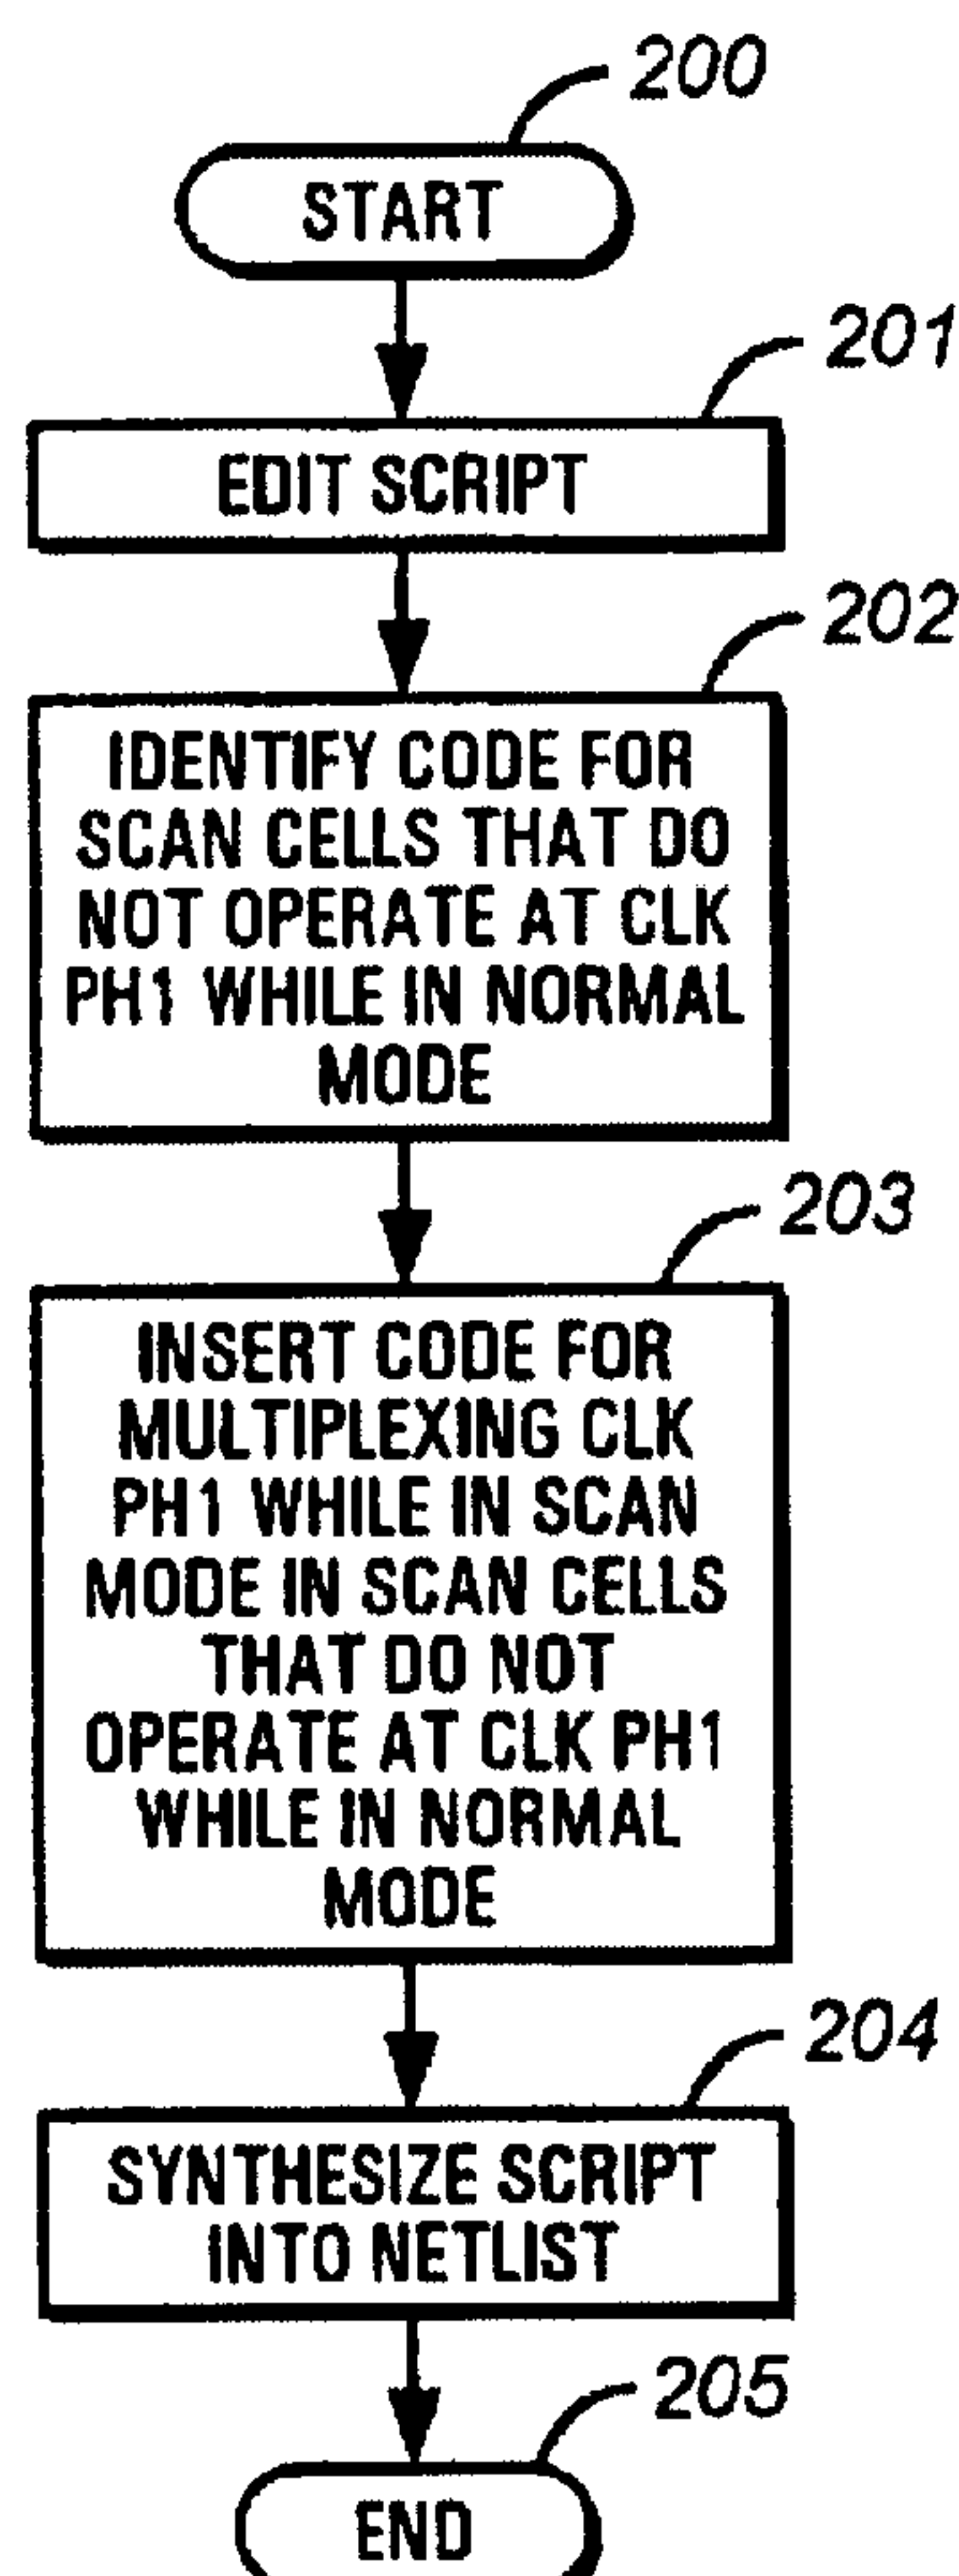 200
START
201
EDIT SCRIPT
202
IDENTIFY CODE FOR
SCAN CELLS THAT DO
NOT OPERATE AT CLK
PH1 WHILE IN NORMAL
MODE
203
INSERT CODE FOR
MULTIPLEXING CLK
PH1 WHILE IN SCAN
MODE IN SCAN CELLS
THAT DO NOT
OPERATE AT CLK PH1
WHILE IN NORMAL
MODE
204
SYNTHESIZE SCRIPT
INTO NETLIST
205
END